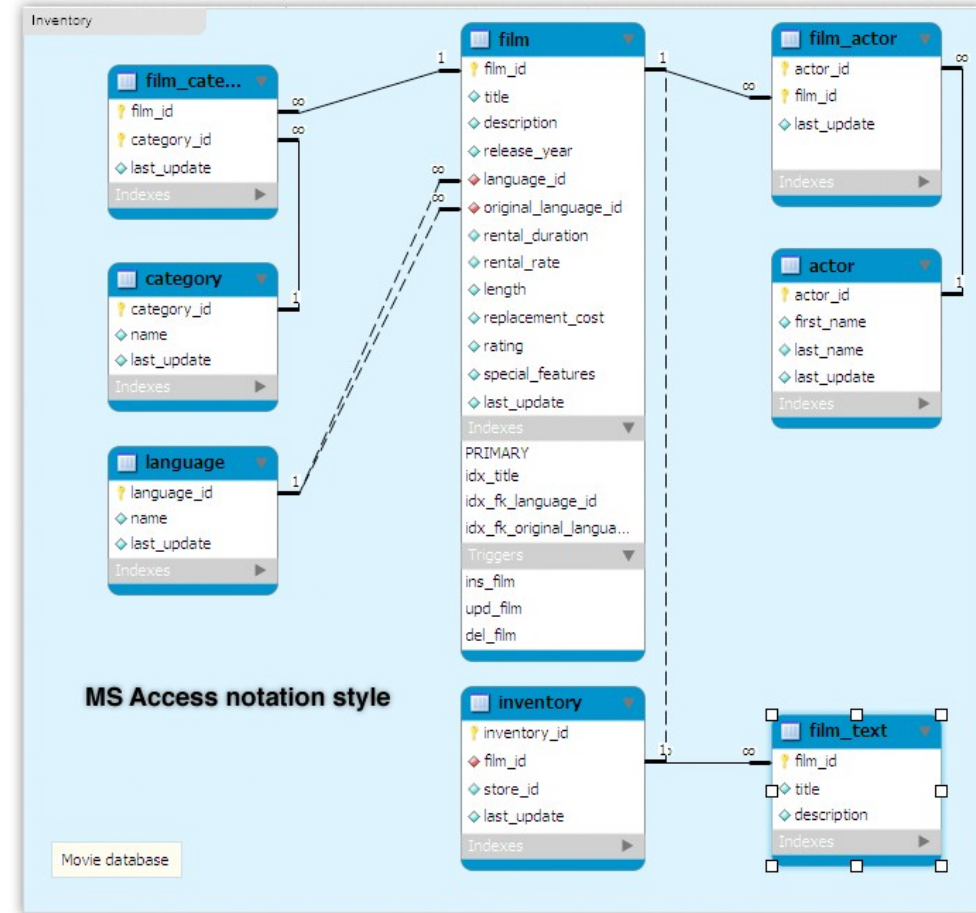 Inventory
film_cate...
film_id
category_id
last_update
Indexes
category
category_id
name
last_update
Indexes
language
language_id
name
last_update
Indexes
film
film_id
title
description
release_year
language_id
original_language_id
rental_duration
rental_rate
length
replacement_cost
rating
special_features
last_update
Indexes
PRIMARY
idx_title
idx_fk_language_id
idx_fk_original_langua...
Triggers
ins_film
upd_film
del_film
film_actor
actor_id
film_id
last_update
Indexes
actor
actor_id
first_name
last_name
last_update
Indexes
inventory
inventory_id
film_id
store_id
last_update
Indexes
film_text
film_id
title
description
Indexes
1
∞
∞
1
∞
∞
1
1
∞
∞
1
1
∞
MS Access notation style
Movie database